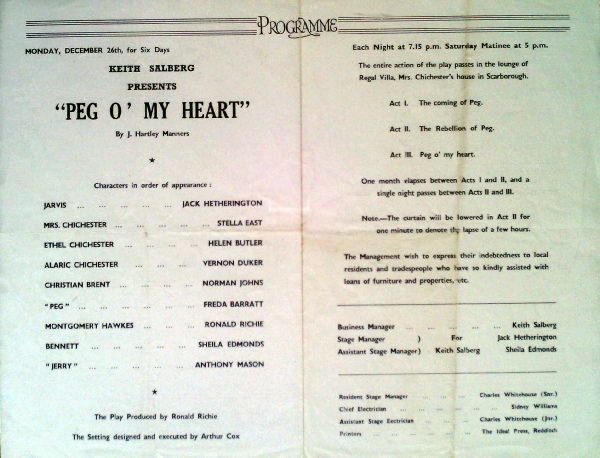 PROGRAMME
MONDAY, DECEMBER 26th, for Six Days
KEITH SALBERG
PRESENTS
"PEG O' MY HEART"
By J. Hartley Manners
Characters in order of appearance :
JARVIS ... ... ... ... JACK HETHERINGTON
MRS. CHICHESTER ... ... ... ... STELLA EAST
ETHEL CHICHESTER ... ... ... HELEN BUTLER
ALARIC CHICHESTER ... ... ... VERNON DUKER
CHRISTIAN BRENT ... ... ... NORMAN JOHNS
"PEG" ... ... ... ... ... FREDA BARRATT
MONTGOMERY HAWKES ... ... RONALD RICHIE
BENNETT ... ... ... ... SHEILA EDMONDS
"JERRY" ... ... ... ... ANTHONY MASON
The Play Produced by Ronald Richie
The Setting designed and executed by Arthur Cox
Each Night at 7.15 p.m. Saturday Matinee at 5 p.m.
The entire action of the play passes in the lounge of
Regal Villa, Mrs. Chichester's house in Scarborough.
Act I. The coming of Peg.
Act II. The Rebellion of Peg.
Act III. Peg o' my heart.
One month elapses between Acts I and II, and a
single night passes between Acts II and III.
Note.—The curtain will be lowered in Act II for
one minute to denote the lapse of a few hours.
The Management wish to express their indebtedness to local
residents and tradespeople who have so kindly assisted with
loans of furniture and properties, etc.
Business Manager ... ... ... ... Keith Salberg
Stage Manager ) For Jack Hetherington
Assistant Stage Manager) Keith Salberg Sheila Edmonds
Resident Stage Manager ... ... ... Charles Whitehouse (Snr.)
Chief Electrician ... ... ... ... Sidney Williams
Assistant Stage Electrician ... ... Charles Whitehouse (Jnr.)
Printers ... ... ... ... The Ideal Press, Redditch